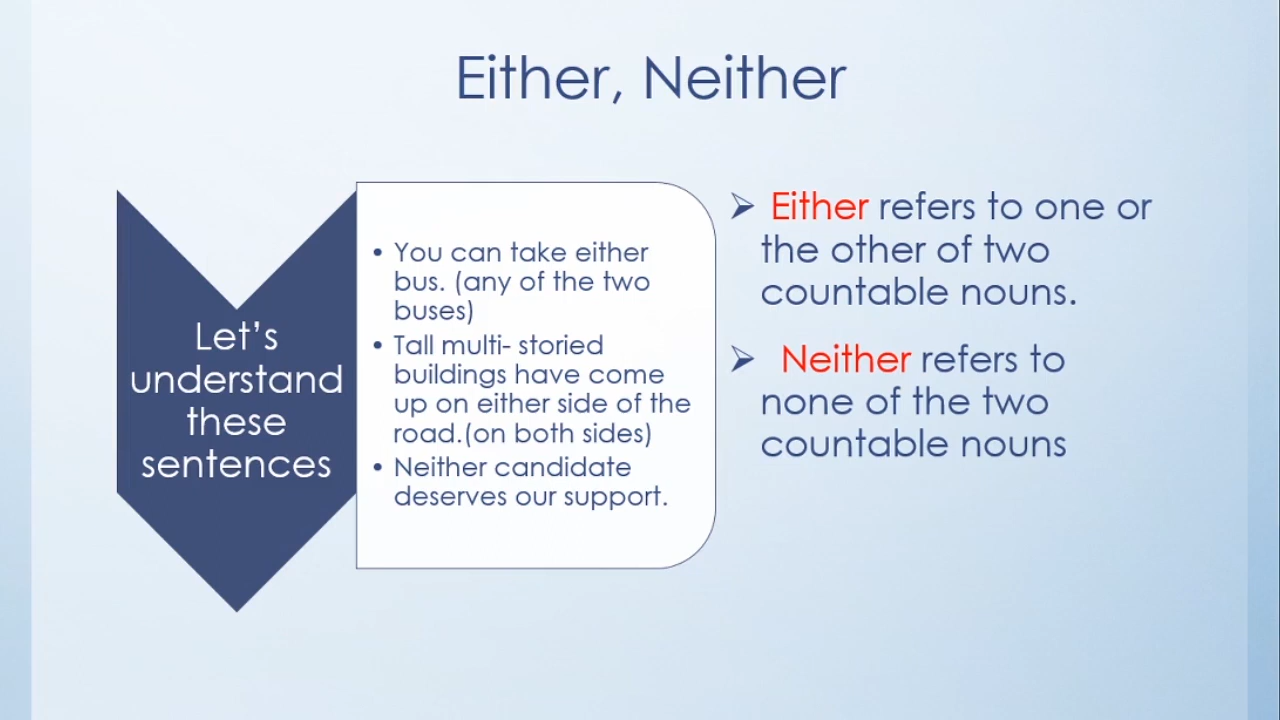 Either, Neither
Let’s
understand
these
sentences
• You can take either
bus. (any of the two
buses)
• Tall multi- storied
buildings have come
up on either side of the
road.(on both sides)
• Neither candidate
deserves our support.
➢ Either refers to one or
the other of two
countable nouns.
➢ Neither refers to
none of the two
countable nouns